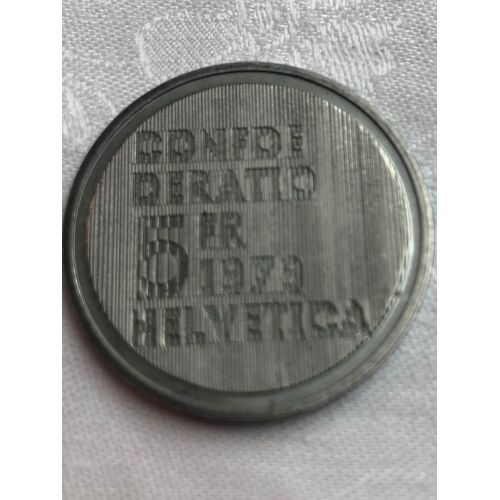 CONFOE
DERATIO
5 FR
1979
HELVETICA